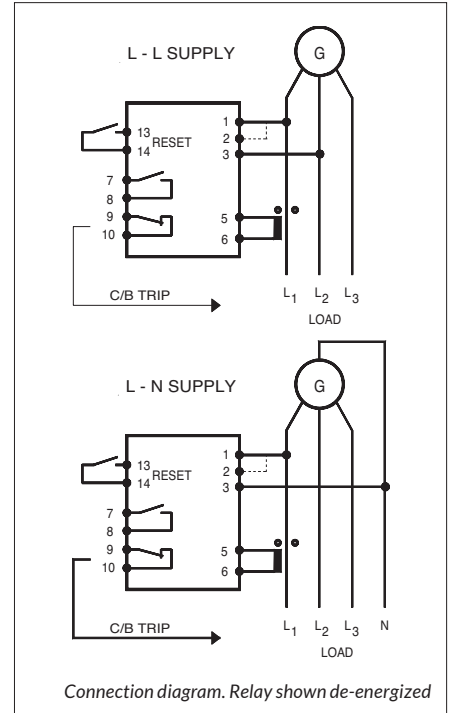 L - L SUPPLY
G
1
2
3
13
14
RESET
7
8
9
10
5
6
C/B TRIP
L1 L2 L3
LOAD
L - N SUPPLY
G
1
2
3
13
14
RESET
7
8
9
10
5
6
C/B TRIP
L1 L2 L3 N
LOAD
Connection diagram. Relay shown de-energized